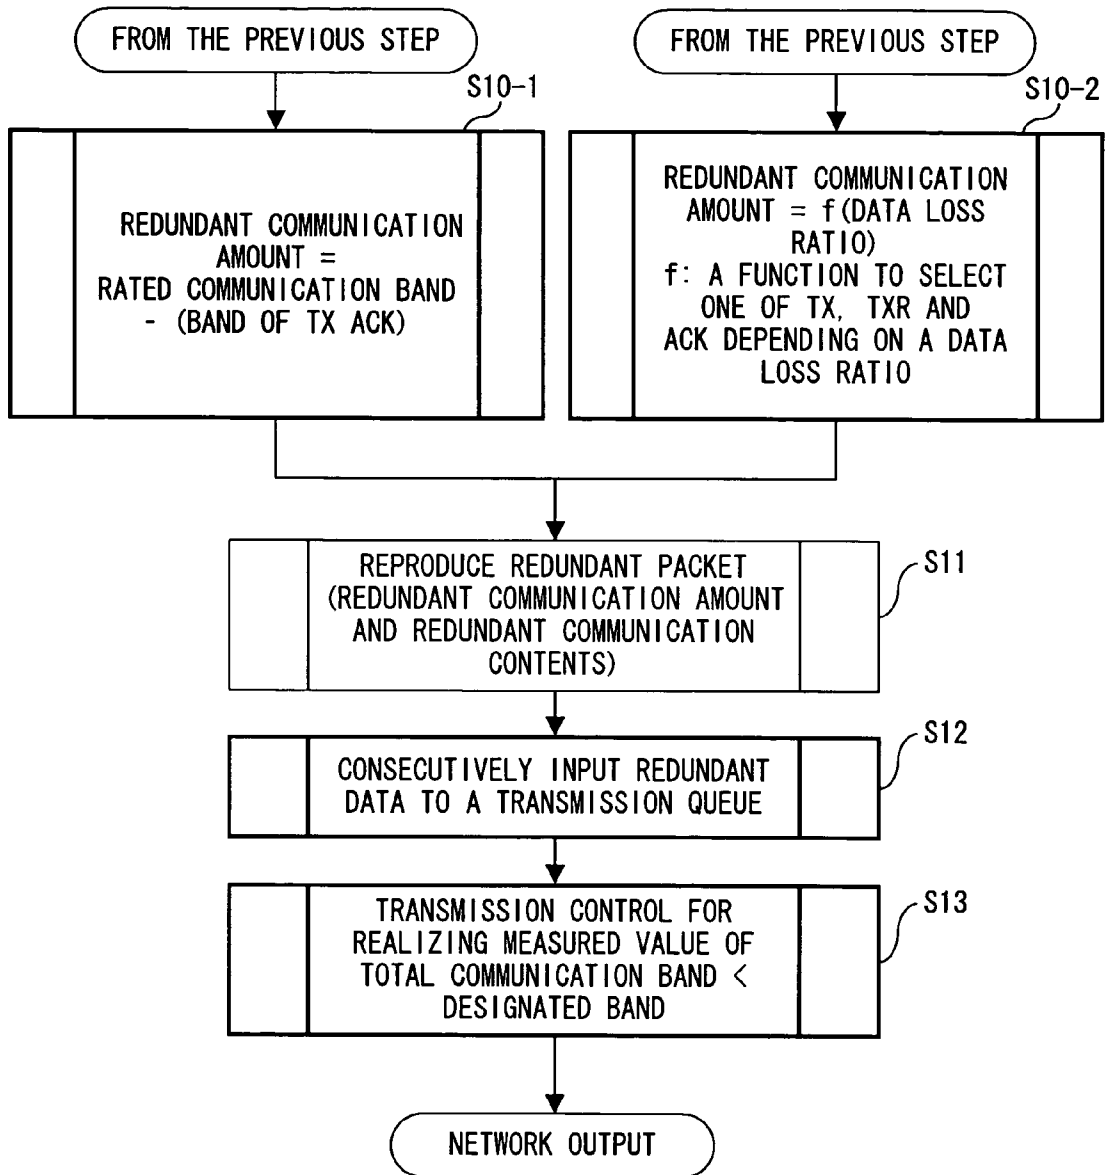 FROM THE PREVIOUS STEP
S10-1
REDUNDANT COMMUNICATION
AMOUNT =
RATED COMMUNICATION BAND
- (BAND OF TX ACK)
FROM THE PREVIOUS STEP
S10-2
REDUNDANT COMMUNICATION
AMOUNT = f(DATA LOSS
RATIO)
f: A FUNCTION TO SELECT
ONE OF TX, TXR AND
ACK DEPENDING ON A DATA
LOSS RATIO
REPRODUCE REDUNDANT PACKET
(REDUNDANT COMMUNICATION AMOUNT
AND REDUNDANT COMMUNICATION
CONTENTS)
S11
CONSECUTIVELY INPUT REDUNDANT
DATA TO A TRANSMISSION QUEUE
S12
TRANSMISSION CONTROL FOR
REALIZING MEASURED VALUE OF
TOTAL COMMUNICATION BAND <
DESIGNATED BAND
S13
NETWORK OUTPUT